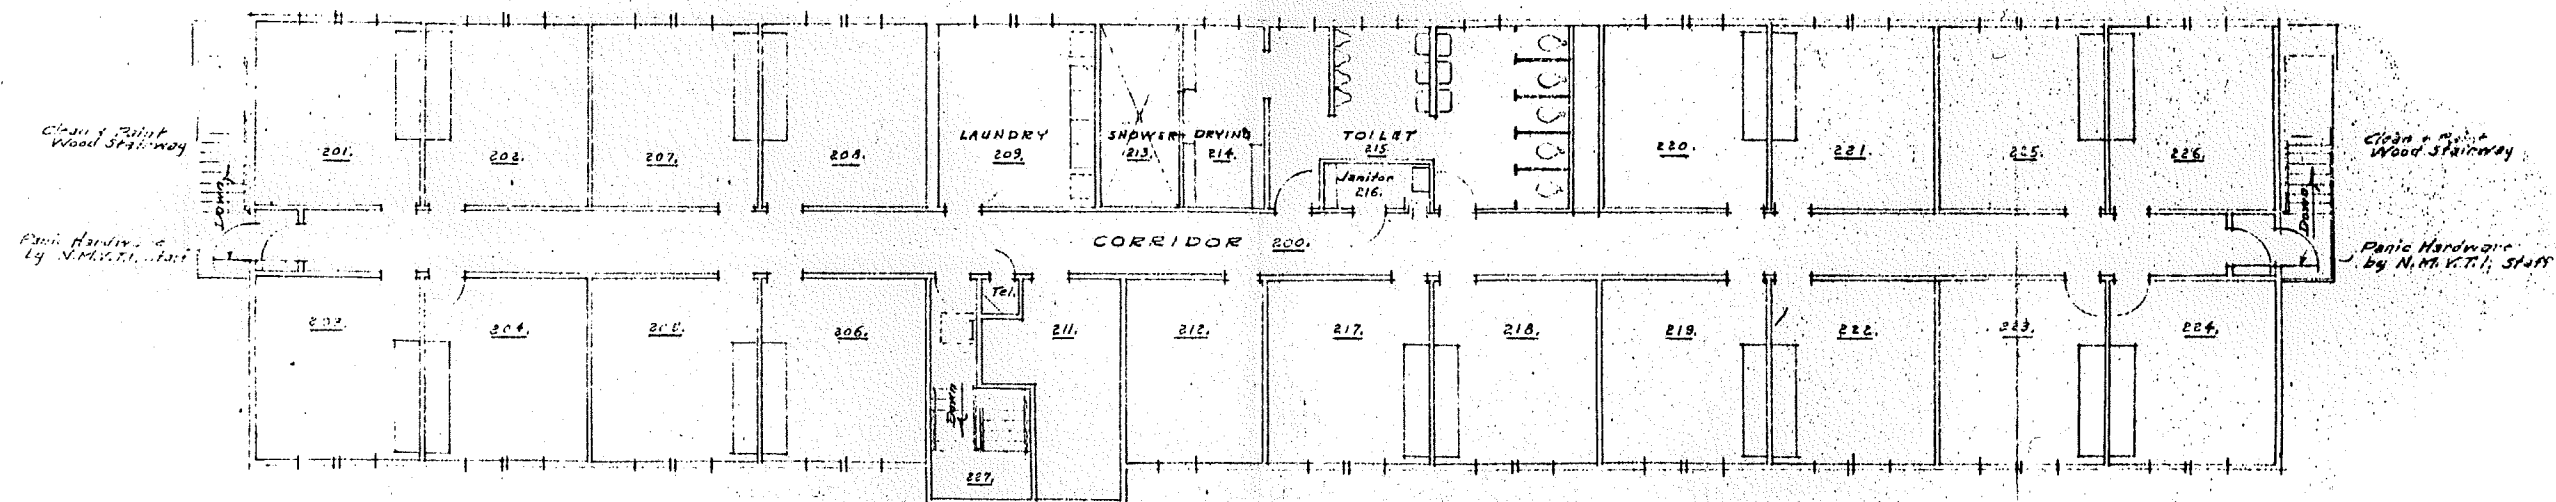 Clean & Paint
Wood Stairway
201.
202.
207.
208.
LAUNDRY
209.
SHOWER
213.
DRYING
214.
TOILET
215.
Janitor
216.
220.
221.
225.
226.
Clean & Paint
Wood Stairway
Down
Down
Panic Hardware
by N.M.V.T.I. Staff
CORRIDOR 200.
Panic Hardware
by N.M.V.T.I. Staff
203.
204.
205.
206.
Tel.
211.
212.
217.
218.
219.
222.
223.
224.
Down
227.